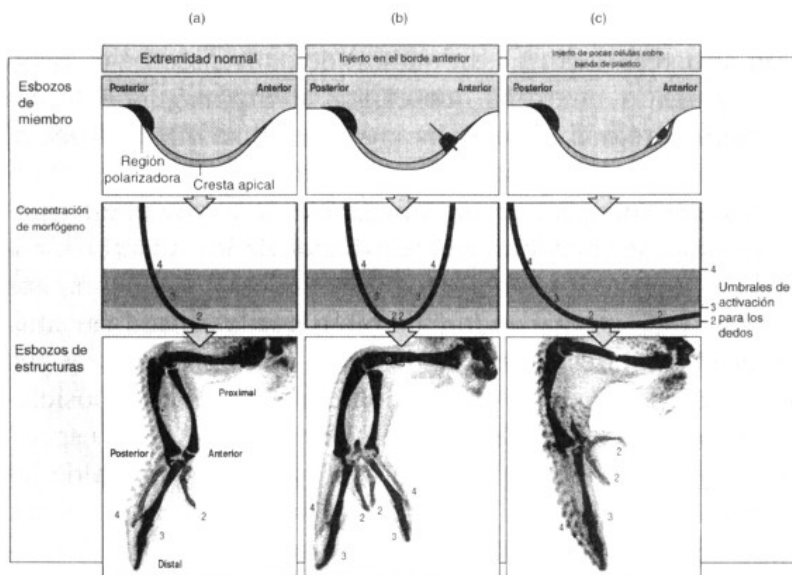 (a)
(b)
(c)
Extremidad normal
Injerto en el borde anterior
Injerto de pocas células sobre
banda de plastico
Esbozos
de
miembro
Posterior
Anterior
Posterior
Anterior
Posterior
Anterior
Región
polarizadora
Cresta apical
Concentración
de morfógeno
4
3
2
4
3
2 2
3
4
4
3
2
2
4
3
2
Umbrales de
activación
para los
dedos
Esbozos de
estructuras
Proximal
Posterior
Anterior
4
3
2
Distal
4
3
2
2
3
4
2
2
3
4